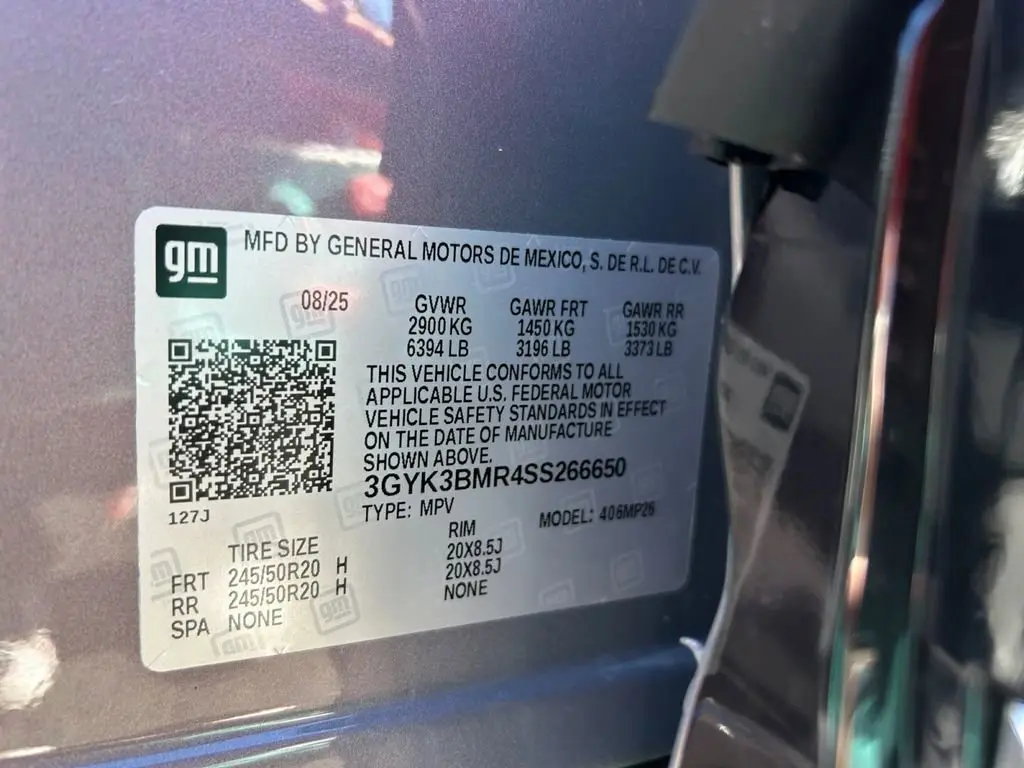 gm
MFD BY GENERAL MOTORS DE MEXICO, S. DE R.L. DE C.V.
08/25
GVWR GAWR FRT GAWR RR
2900 KG 1450 KG 1530 KG
6394 LB 3196 LB 3373 LB
THIS VEHICLE CONFORMS TO ALL
APPLICABLE U.S. FEDERAL MOTOR
VEHICLE SAFETY STANDARDS IN EFFECT
ON THE DATE OF MANUFACTURE
SHOWN ABOVE.
3GYK3BMR4SS266650
127J
TYPE: MPV MODEL: 406MP26
TIRE SIZE RIM
FRT 245/50R20 H 20X8.5J
RR 245/50R20 H 20X8.5J
SPA NONE NONE